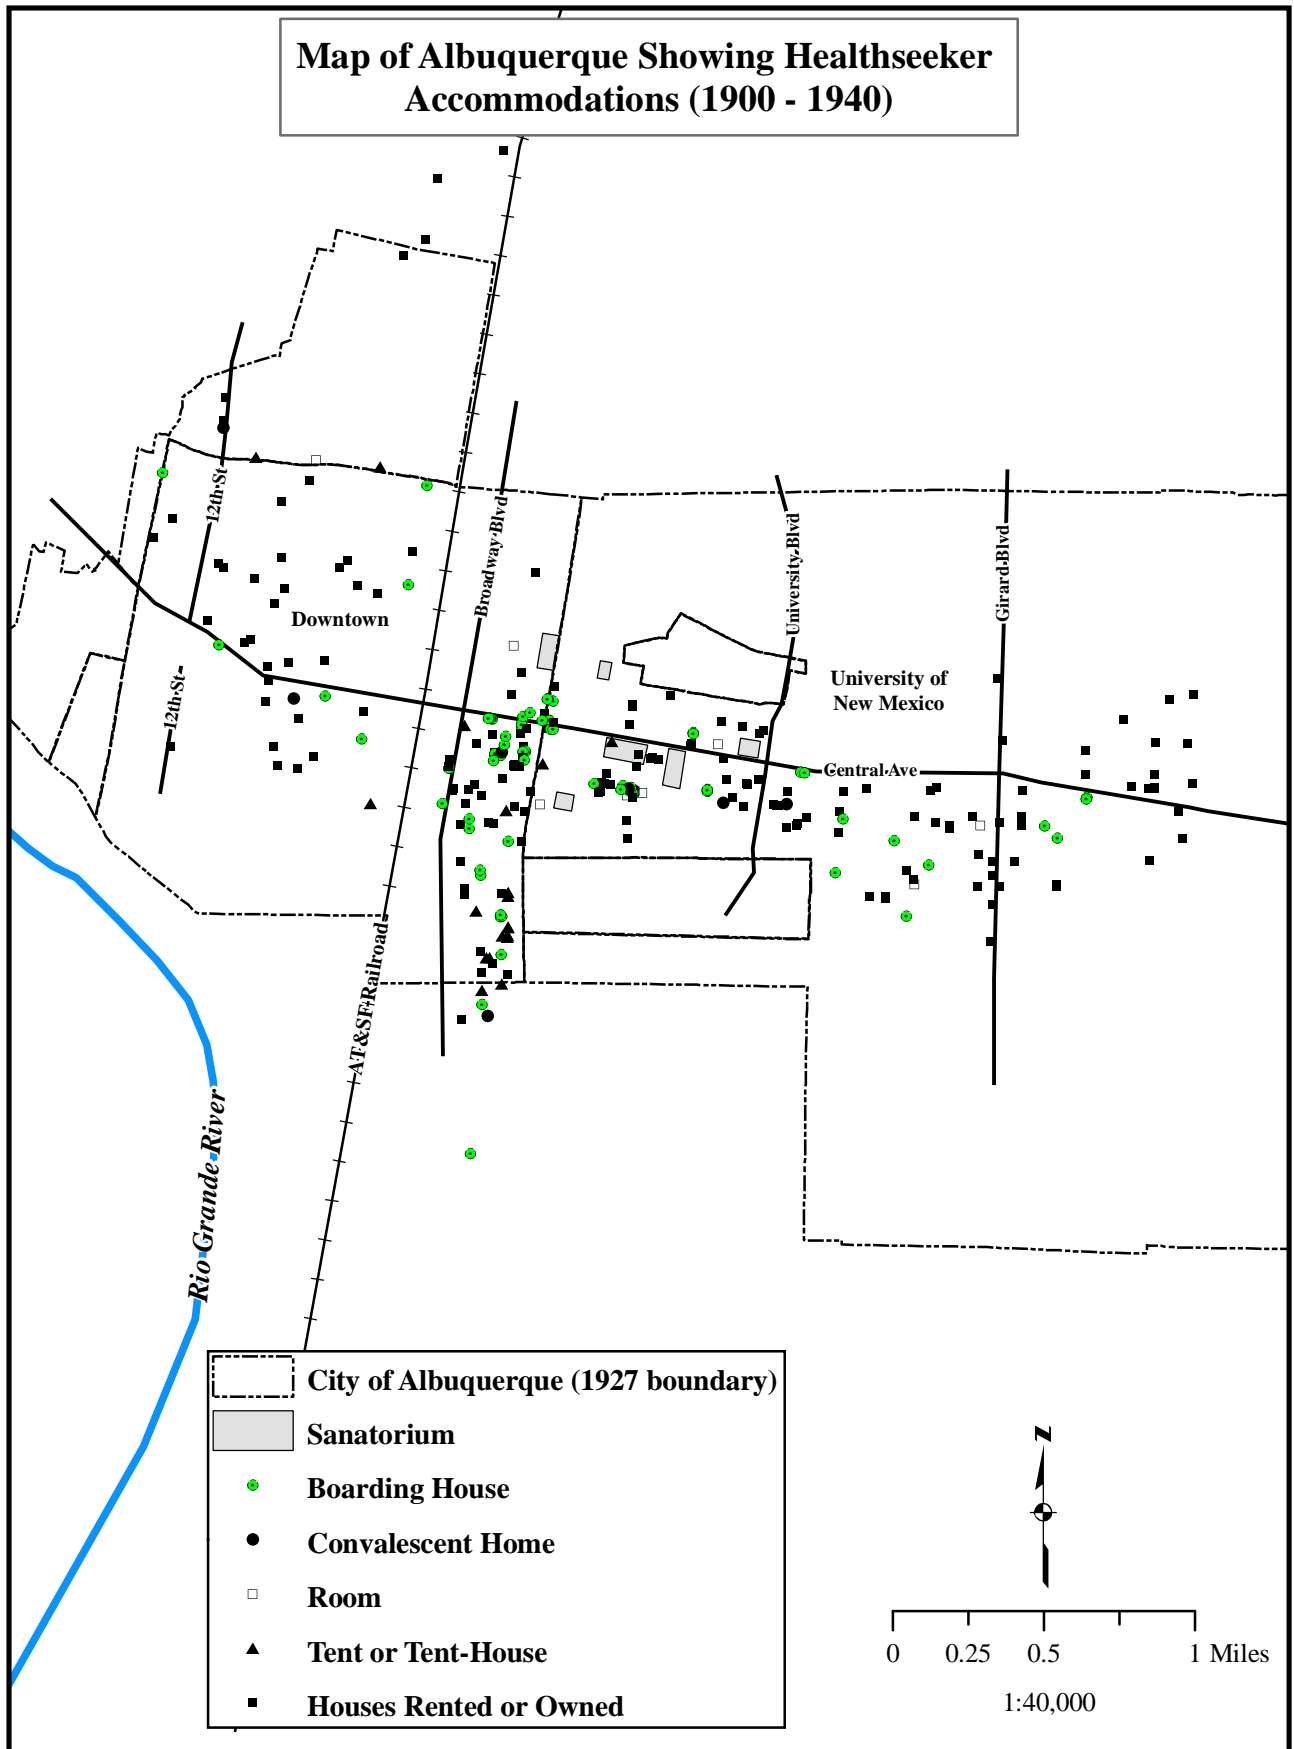 Map of Albuquerque Showing Healthseeker
Accommodations (1900 - 1940)
12th St
Broadway Blvd
University Blvd
Girard Blvd
Downtown
University of
New Mexico
12th St
Central Ave
AT&SF Railroad
Rio Grande River
City of Albuquerque (1927 boundary)
Sanatorium
Boarding House
Convalescent Home
Room
Tent or Tent-House
Houses Rented or Owned
N
0 0.25 0.5 1 Miles
1:40,000